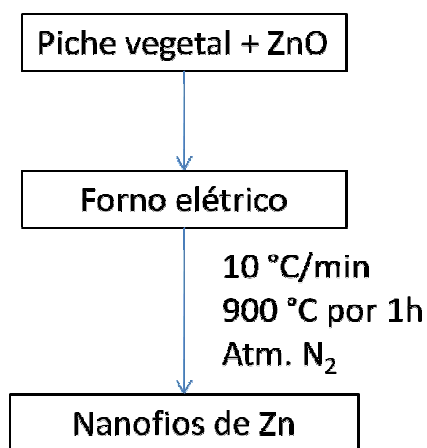 Piche vegetal + ZnO
Forno elétrico
10 °C/min
900 °C por 1h
Atm. N₂
Nanofios de Zn